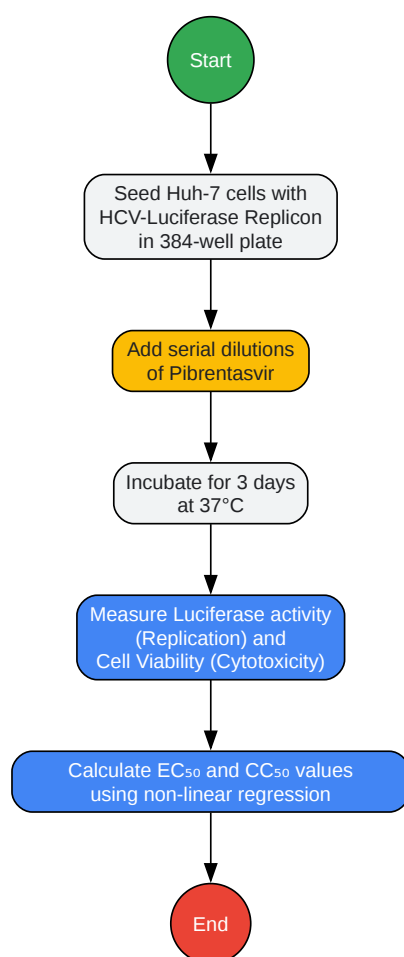 Start
Seed Huh-7 cells with
HCV-Luciferase Replicon
in 384-well plate
Add serial dilutions
of Pibrentasvir
Incubate for 3 days
at 37°C
Measure Luciferase activity
(Replication) and
Cell Viability (Cytotoxicity)
Calculate EC₅₀ and CC₅₀ values
using non-linear regression
End